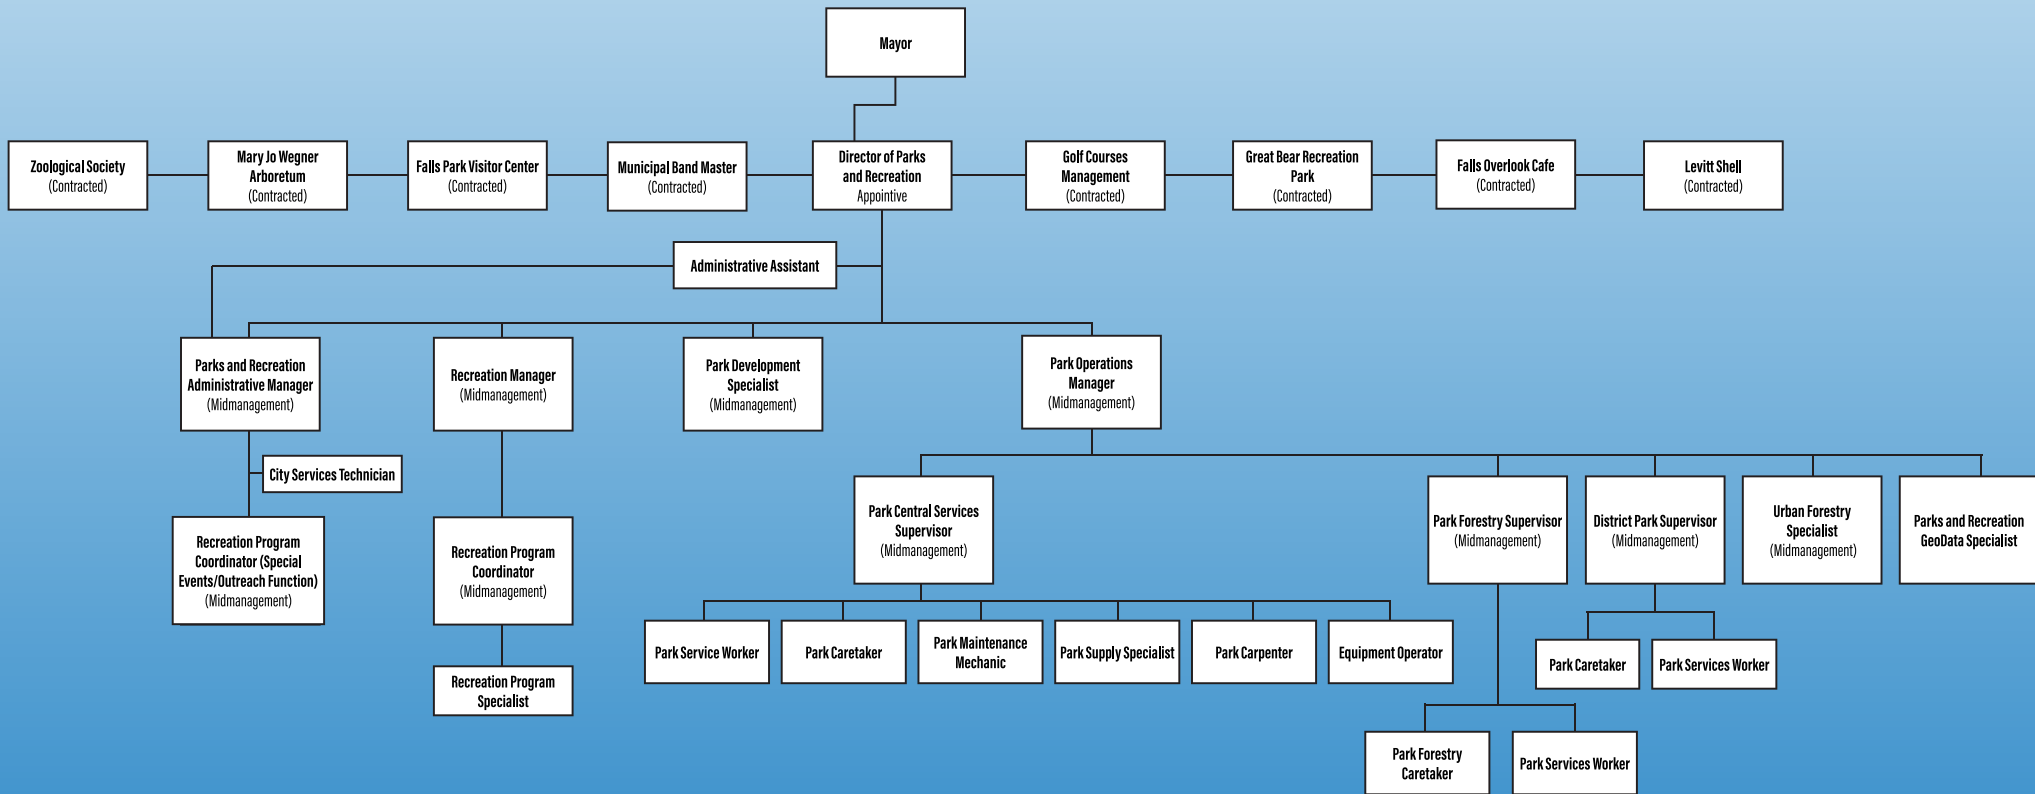 Mayor
Zoological Society
(Contracted)
Mary Jo Wegner
Arboretum
(Contracted)
Falls Park Visitor Center
(Contracted)
Municipal Band Master
(Contracted)
Director of Parks
and Recreation
Appointive
Golf Courses
Management
(Contracted)
Great Bear Recreation
Park
(Contracted)
Falls Overlook Cafe
(Contracted)
Levitt Shell
(Contracted)
Administrative Assistant
Parks and Recreation
Administrative Manager
(Midmanagement)
Recreation Manager
(Midmanagement)
Park Development
Specialist
(Midmanagement)
Park Operations
Manager
(Midmanagement)
City Services Technician
Recreation Program
Coordinator (Special
Events/Outreach Function)
(Midmanagement)
Recreation Program
Coordinator
(Midmanagement)
Park Central Services
Supervisor
(Midmanagement)
Park Forestry Supervisor
(Midmanagement)
District Park Supervisor
(Midmanagement)
Urban Forestry
Specialist
(Midmanagement)
Parks and Recreation
GeoData Specialist
Recreation Program
Specialist
Park Service Worker
Park Caretaker
Park Maintenance
Mechanic
Park Supply Specialist
Park Carpenter
Equipment Operator
Park Caretaker
Park Services Worker
Park Forestry
Caretaker
Park Services Worker